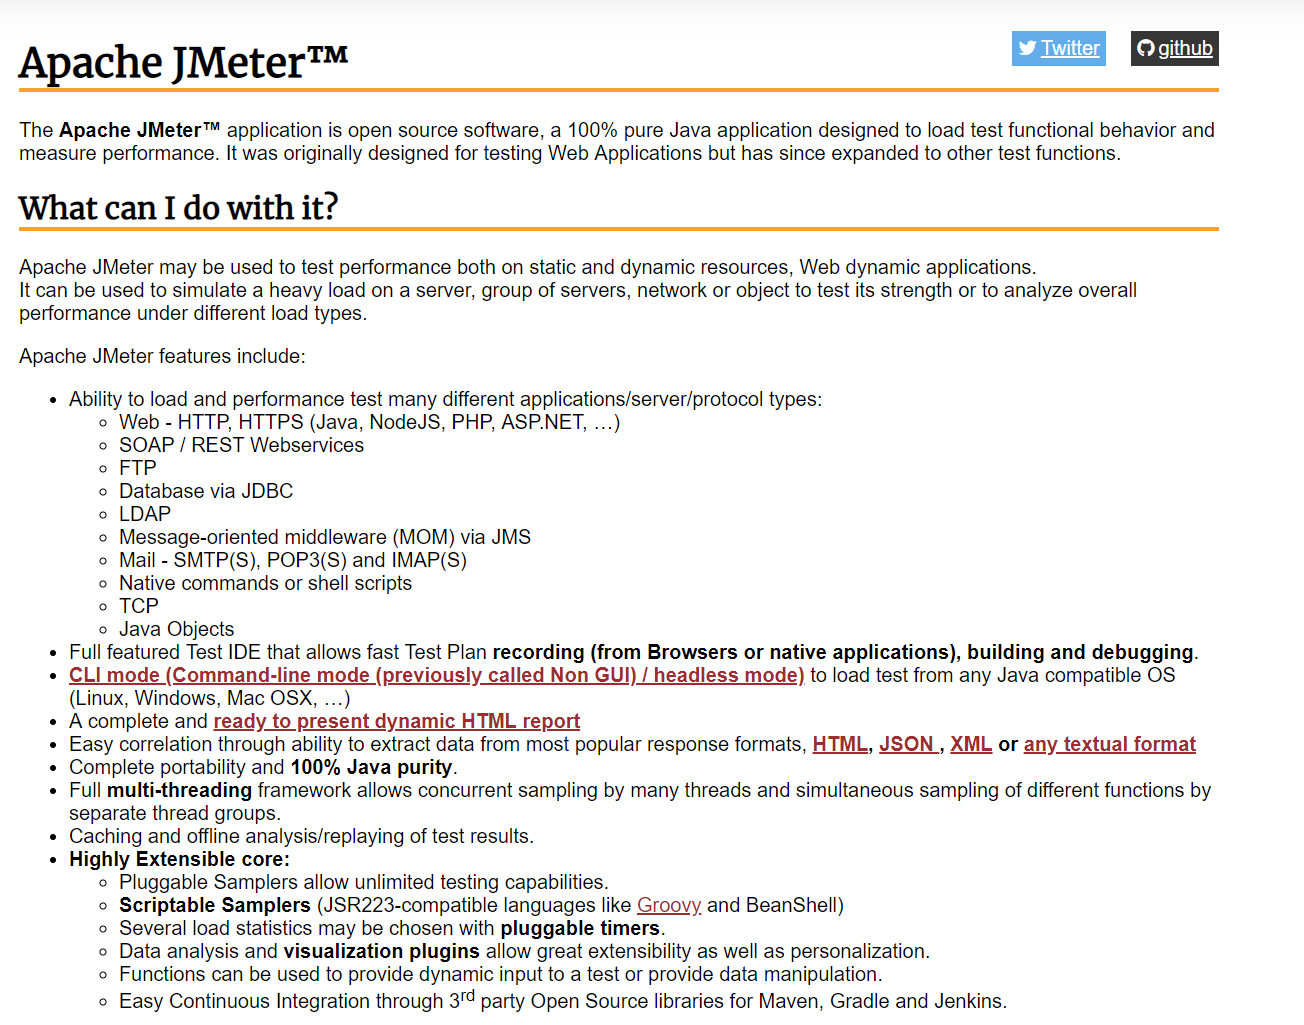 Apache JMeter™
Twitter
github
The Apache JMeter™ application is open source software, a 100% pure Java application designed to load test functional behavior and
measure performance. It was originally designed for testing Web Applications but has since expanded to other test functions.
What can I do with it?
Apache JMeter may be used to test performance both on static and dynamic resources, Web dynamic applications.
It can be used to simulate a heavy load on a server, group of servers, network or object to test its strength or to analyze overall
performance under different load types.
Apache JMeter features include:
• Ability to load and performance test many different applications/server/protocol types:
◦ Web - HTTP, HTTPS (Java, NodeJS, PHP, ASP.NET, …)
◦ SOAP / REST Webservices
◦ FTP
◦ Database via JDBC
◦ LDAP
◦ Message-oriented middleware (MOM) via JMS
◦ Mail - SMTP(S), POP3(S) and IMAP(S)
◦ Native commands or shell scripts
◦ TCP
◦ Java Objects
• Full featured Test IDE that allows fast Test Plan recording (from Browsers or native applications), building and debugging.
• CLI mode (Command-line mode (previously called Non GUI) / headless mode) to load test from any Java compatible OS
(Linux, Windows, Mac OSX, …)
• A complete and ready to present dynamic HTML report
• Easy correlation through ability to extract data from most popular response formats, HTML, JSON , XML or any textual format
• Complete portability and 100% Java purity.
• Full multi-threading framework allows concurrent sampling by many threads and simultaneous sampling of different functions by
separate thread groups.
• Caching and offline analysis/replaying of test results.
• Highly Extensible core:
◦ Pluggable Samplers allow unlimited testing capabilities.
◦ Scriptable Samplers (JSR223-compatible languages like Groovy and BeanShell)
◦ Several load statistics may be chosen with pluggable timers.
◦ Data analysis and visualization plugins allow great extensibility as well as personalization.
◦ Functions can be used to provide dynamic input to a test or provide data manipulation.
◦ Easy Continuous Integration through 3rd party Open Source libraries for Maven, Gradle and Jenkins.